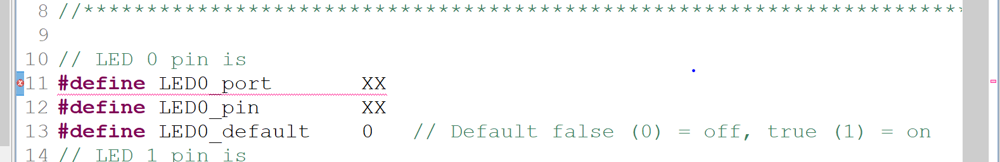 8 //**********************************************************************
9
10 // LED 0 pin is
11 #define LED0_port XX
12 #define LED0_pin XX
13 #define LED0_default 0 // Default false (0) = off, true (1) = on
14 // LED 1 pin is